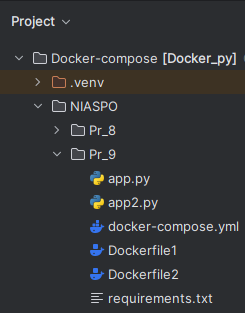 Project
Docker-compose [Docker_py]
.venv
NIASPO
Pr_8
Pr_9
app.py
app2.py
docker-compose.yml
Dockerfile1
Dockerfile2
requirements.txt